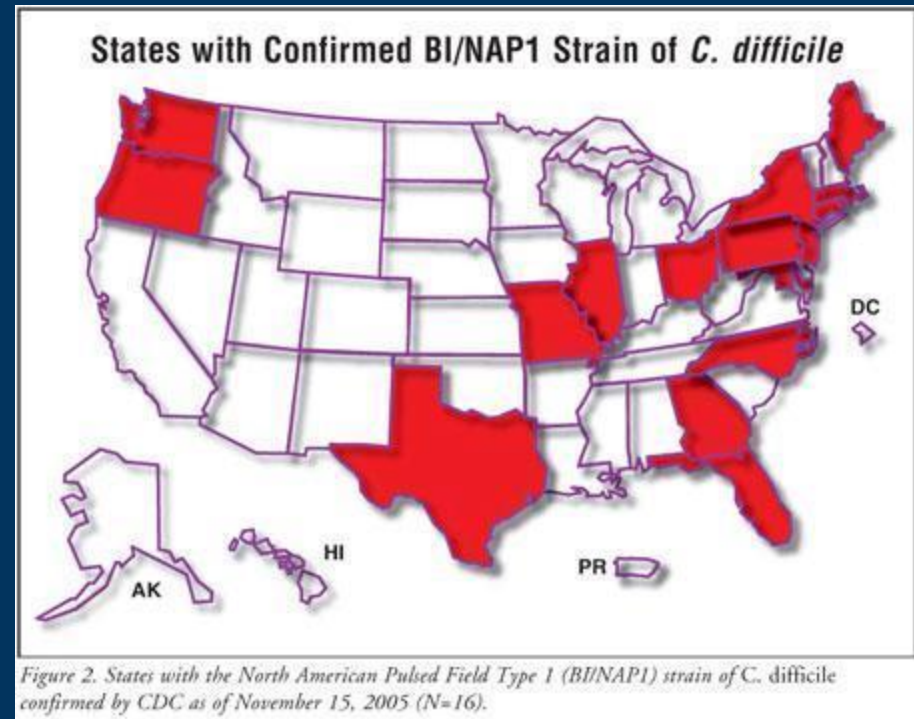 States with Confirmed BI/NAP1 Strain of C. difficile
DC
HI
AK
PR
Figure 2. States with the North American Pulsed Field Type 1 (BI/NAP1) strain of C. difficile
confirmed by CDC as of November 15, 2005 (N=16).